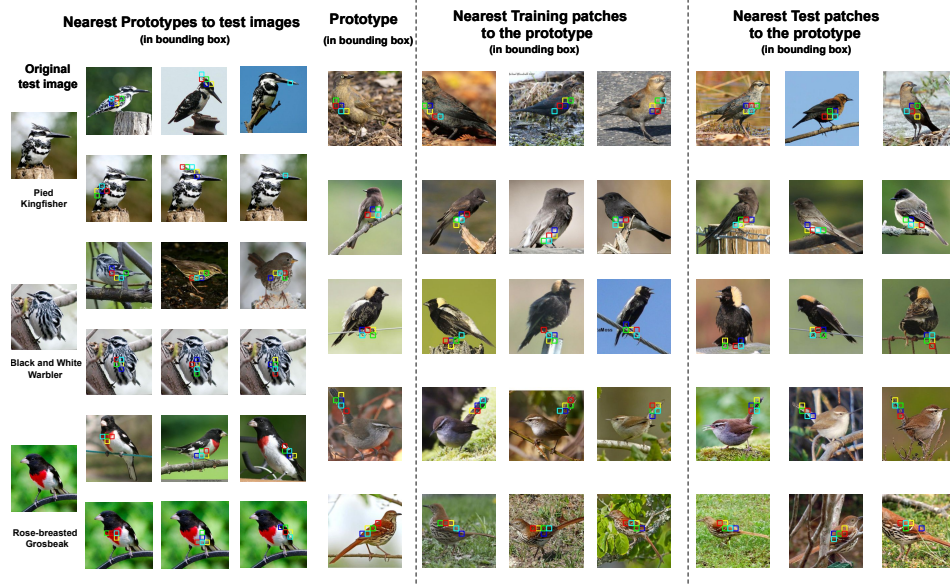 Nearest Prototypes to test images
(in bounding box)
Prototype
(in bounding box)
Nearest Training patches
to the prototype
(in bounding box)
Nearest Test patches
to the prototype
(in bounding box)
Original
test image
Pied
Kingfisher
Black and White
Warbler
Rose-breasted
Grosbeak